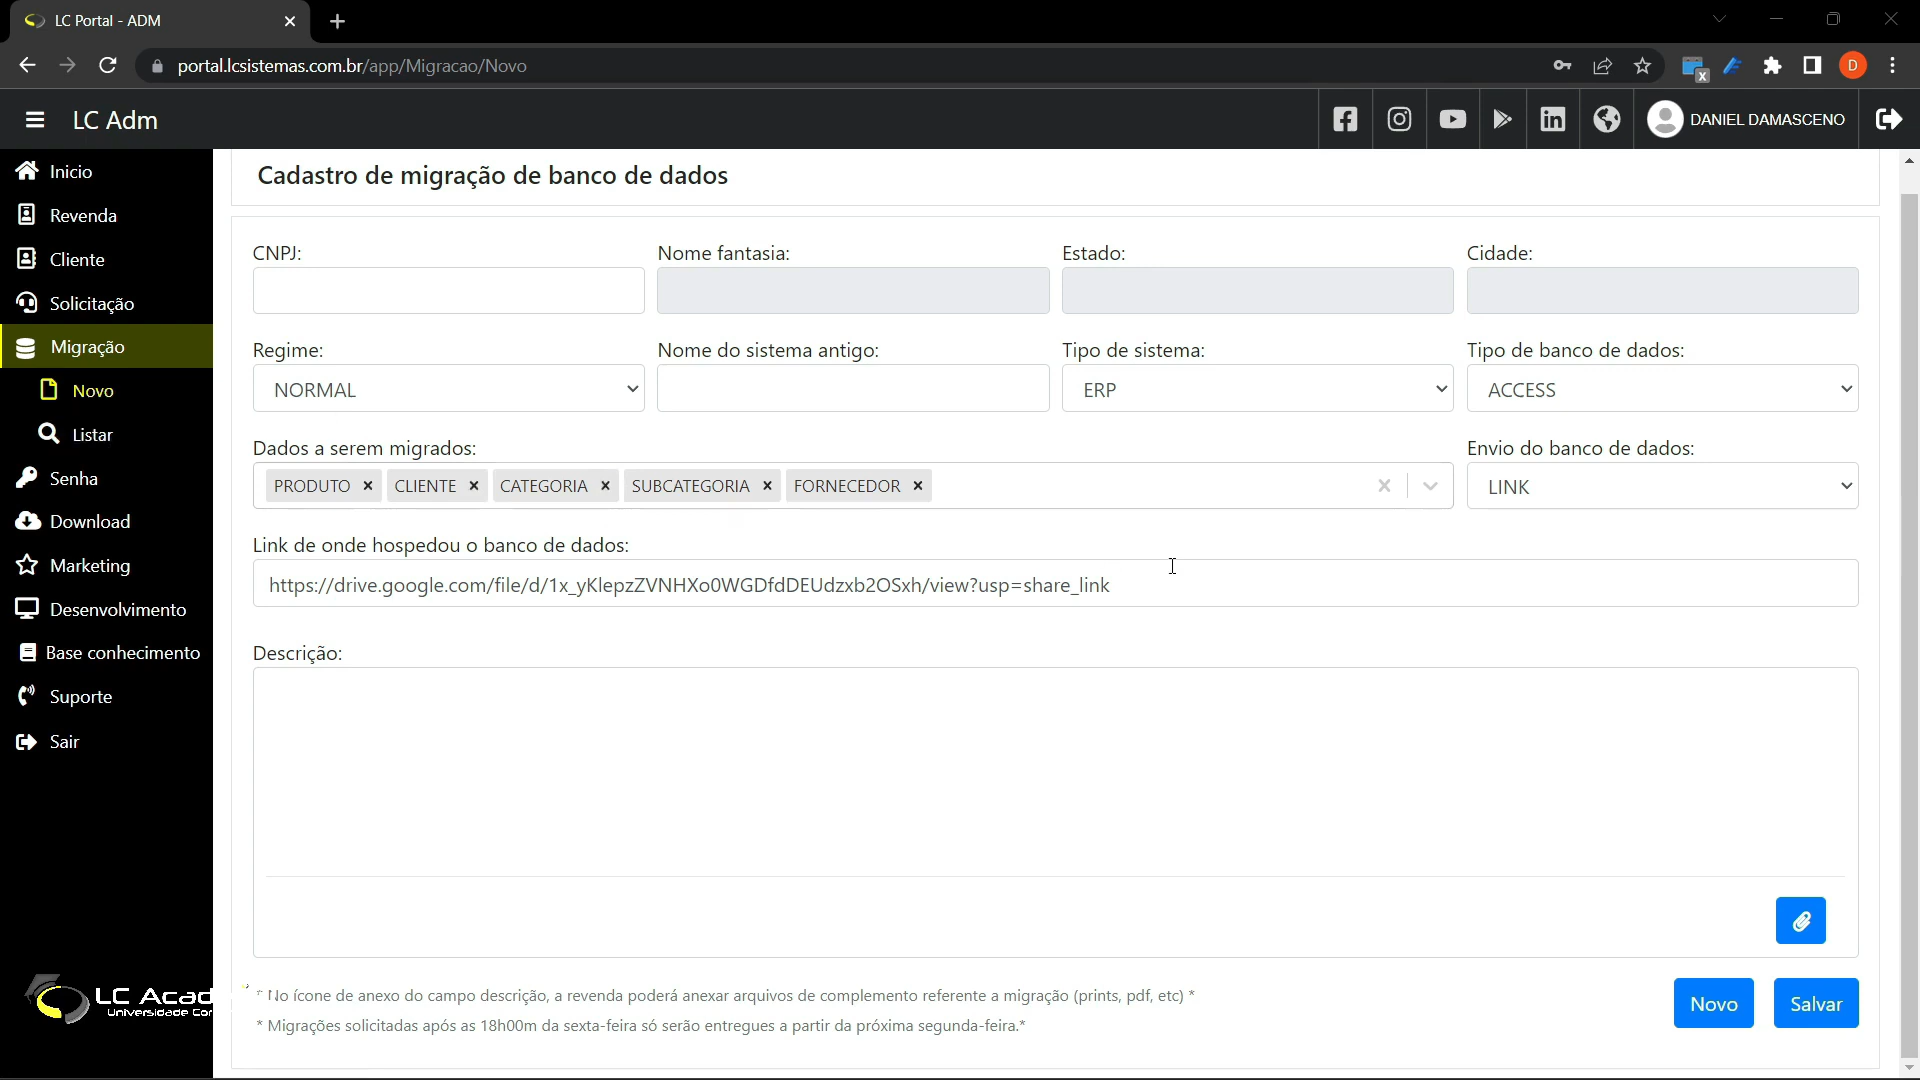 LC Portal - ADM
portal.lcsistemas.com.br/app/Migracao/Novo
x
D
LC Adm
DANIEL DAMASCENO
Inicio
Revenda
Cliente
Solicitação
Migração
Novo
Listar
Senha
Download
Marketing
Desenvolvimento
Base conhecimento
Suporte
Sair
Cadastro de migração de banco de dados
CNPJ: Nome fantasia: Estado: Cidade:
Regime: Nome do sistema antigo: Tipo de sistema: Tipo de banco de dados:
NORMAL ERP ACCESS
Dados a serem migrados: Envio do banco de dados:
PRODUTO CLIENTE CATEGORIA SUBCATEGORIA FORNECEDOR LINK
Link de onde hospedou o banco de dados:
https://drive.google.com/file/d/1x_yKlepzZVNHXo0WGDfdDEUdzxb2OSxh/view?usp=share_link
Descrição:
* No ícone de anexo do campo descrição, a revenda poderá anexar arquivos de complemento referente a migração (prints, pdf, etc) *
* Migrações solicitadas após as 18h00m da sexta-feira só serão entregues a partir da próxima segunda-feira.*
Novo Salvar
LC Acad
Universidade Cor